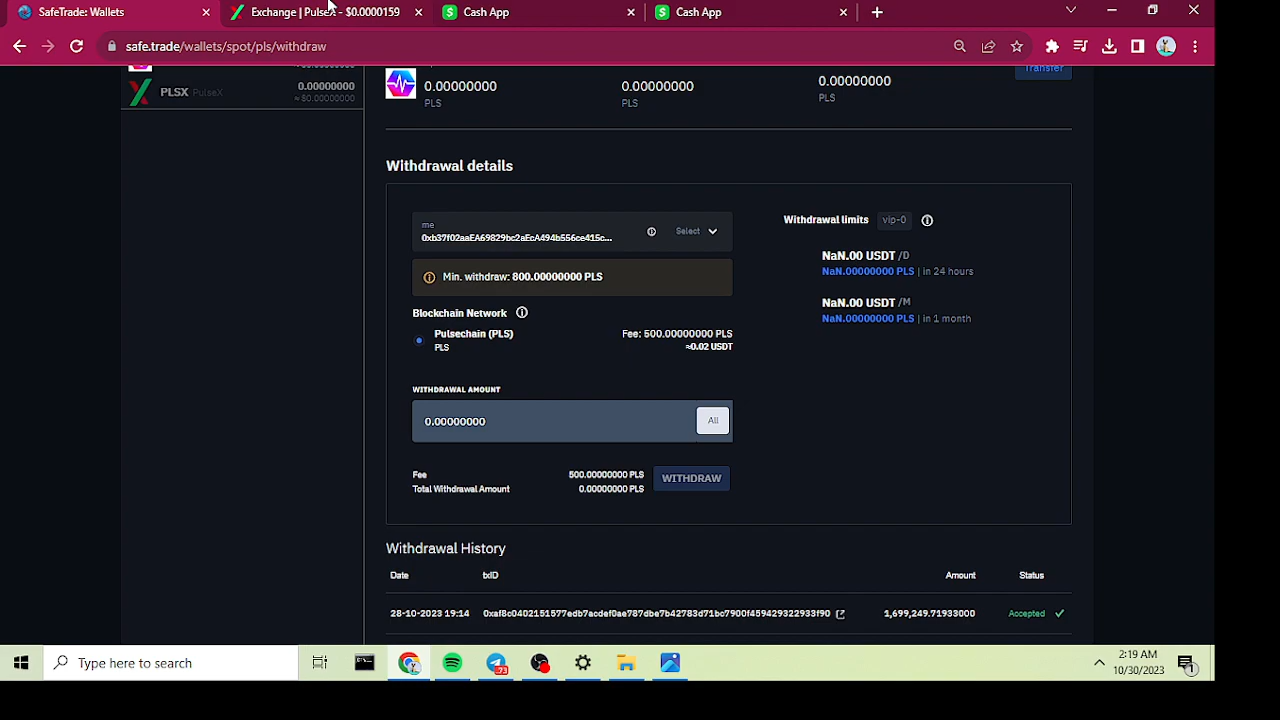 SafeTrade: Wallets
Exchange | PulseX - $0.0000159
Cash App
Cash App
safe.trade/wallets/spot/pls/withdraw
PLSX PulseX
0.00000000
≈$0.00000000
0.00000000
PLS
0.00000000
PLS
0.00000000
PLS
Transfer
Withdrawal details
me
0xb37f02aaEA69829bc2aEcA494b556ce415c...
Select
Min. withdraw: 800.00000000 PLS
Blockchain Network
Pulsechain (PLS)
PLS
Fee: 500.00000000 PLS
≈0.02 USDT
WITHDRAWAL AMOUNT
0.00000000
All
Fee
500.00000000 PLS
Total Withdrawal Amount
0.00000000 PLS
WITHDRAW
Withdrawal limits vip-0
NaN.00 USDT /D
NaN.00000000 PLS | in 24 hours
NaN.00 USDT /M
NaN.00000000 PLS | in 1 month
Withdrawal History
Date txID Amount Status
28-10-2023 19:14 0xaf8c0402151577edb7acdef0ae787dbe7b42783d71bc7900f459429322933f90 1,699,249.71933000 Accepted
Type here to search
73
2:19 AM
10/30/2023
1